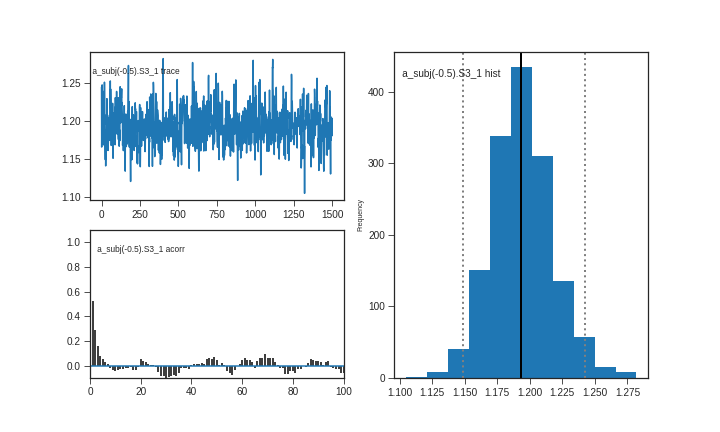 a_subj(-0.5).S3_1 trace
1.25
1.20
1.15
1.10
0 250 500 750 1000 1250 1500
a_subj(-0.5).S3_1 acorr
1.0
0.8
0.6
0.4
0.2
0.0
0 20 40 60 80 100
a_subj(-0.5).S3_1 hist
Frequency
400
300
200
100
0
1.100 1.125 1.150 1.175 1.200 1.225 1.250 1.275